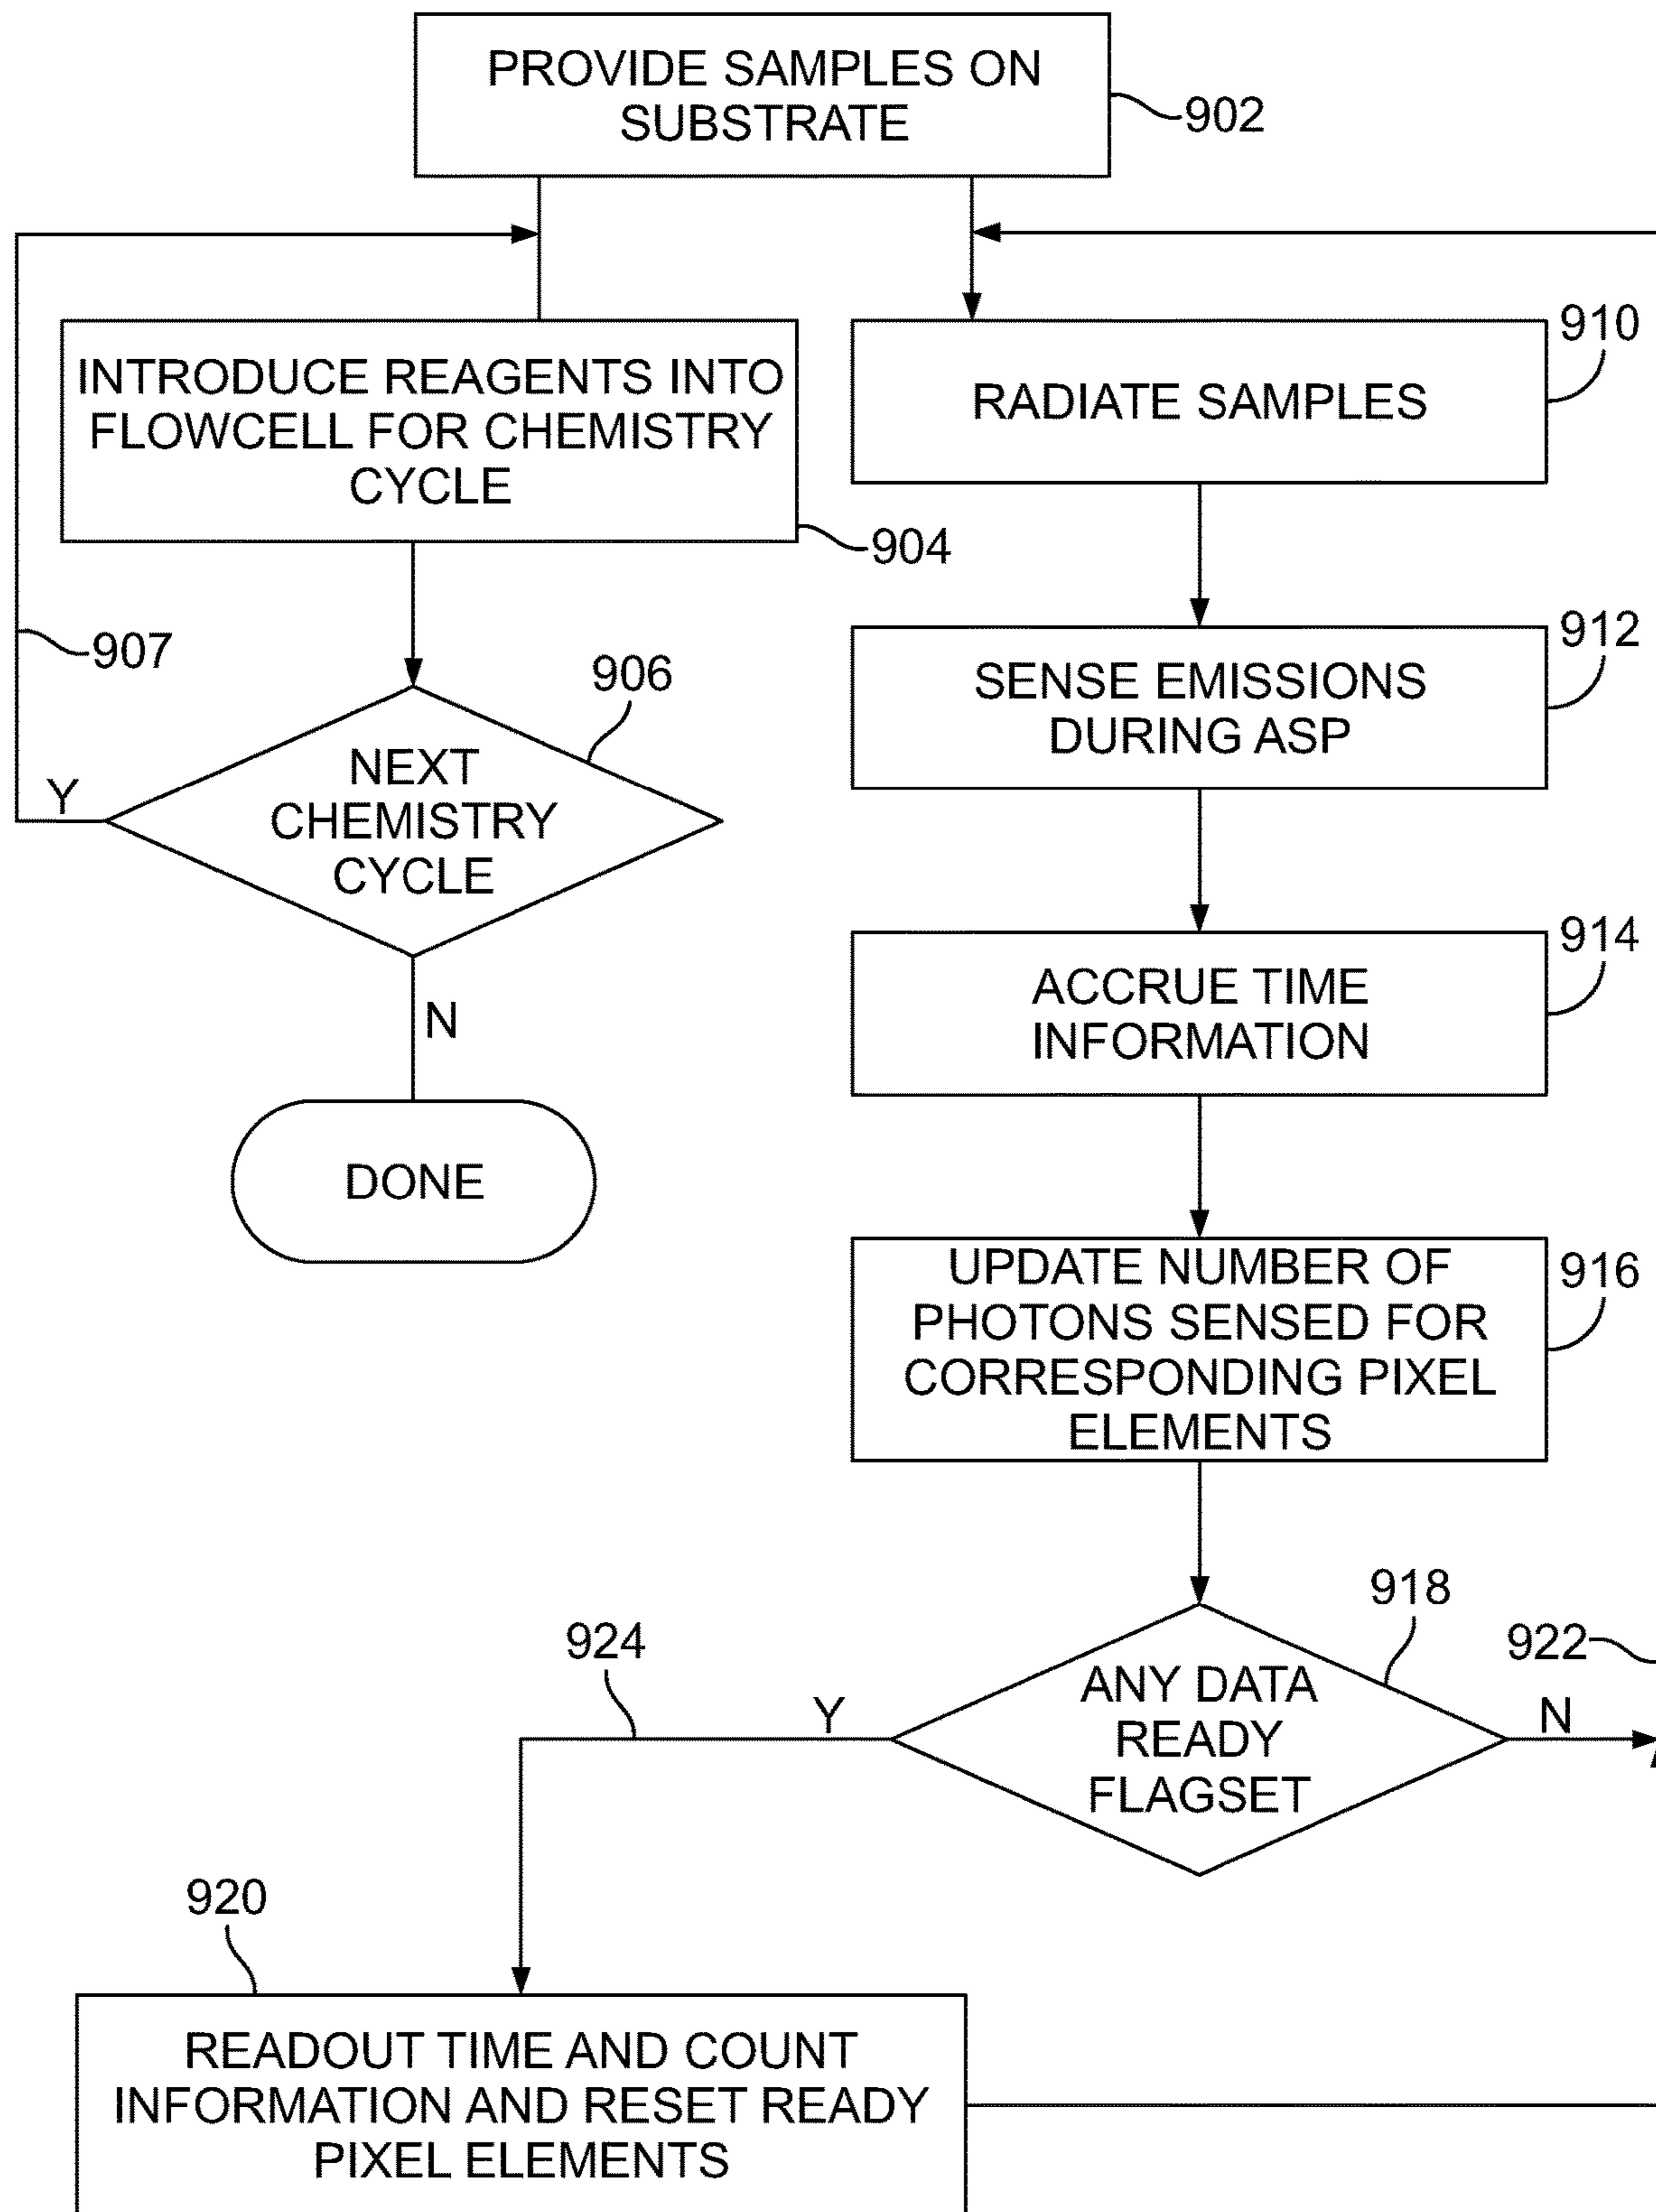 PROVIDE SAMPLES ON
SUBSTRATE
902
INTRODUCE REAGENTS INTO
FLOWCELL FOR CHEMISTRY
CYCLE
904
907
906
NEXT
CHEMISTRY
CYCLE
Y
N
DONE
910
RADIATE SAMPLES
912
SENSE EMISSIONS
DURING ASP
914
ACCRUE TIME
INFORMATION
916
UPDATE NUMBER OF
PHOTONS SENSED FOR
CORRESPONDING PIXEL
ELEMENTS
918
922
924
Y
N
ANY DATA
READY
FLAGSET
920
READOUT TIME AND COUNT
INFORMATION AND RESET READY
PIXEL ELEMENTS